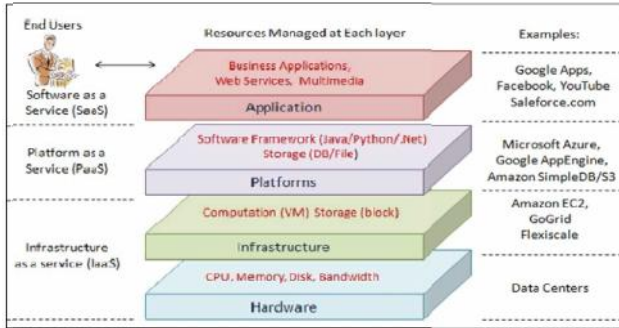 End Users
Resources Managed at Each layer
Examples:
Business Applications,
Web Services, Multimedia
Application
Software as a
Service (SaaS)
Google Apps,
Facebook, YouTube
Saleforce.com
Software Framework (Java/Python/.Net)
Storage (DB/File)
Platforms
Platform as a
Service (PaaS)
Microsoft Azure,
Google AppEngine,
Amazon SimpleDB/S3
Computation (VM) Storage (block)
Infrastructure
Amazon EC2,
GoGrid
Flexiscale
Infrastructure
as a service (IaaS)
CPU, Memory, Disk, Bandwidth
Hardware
Data Centers